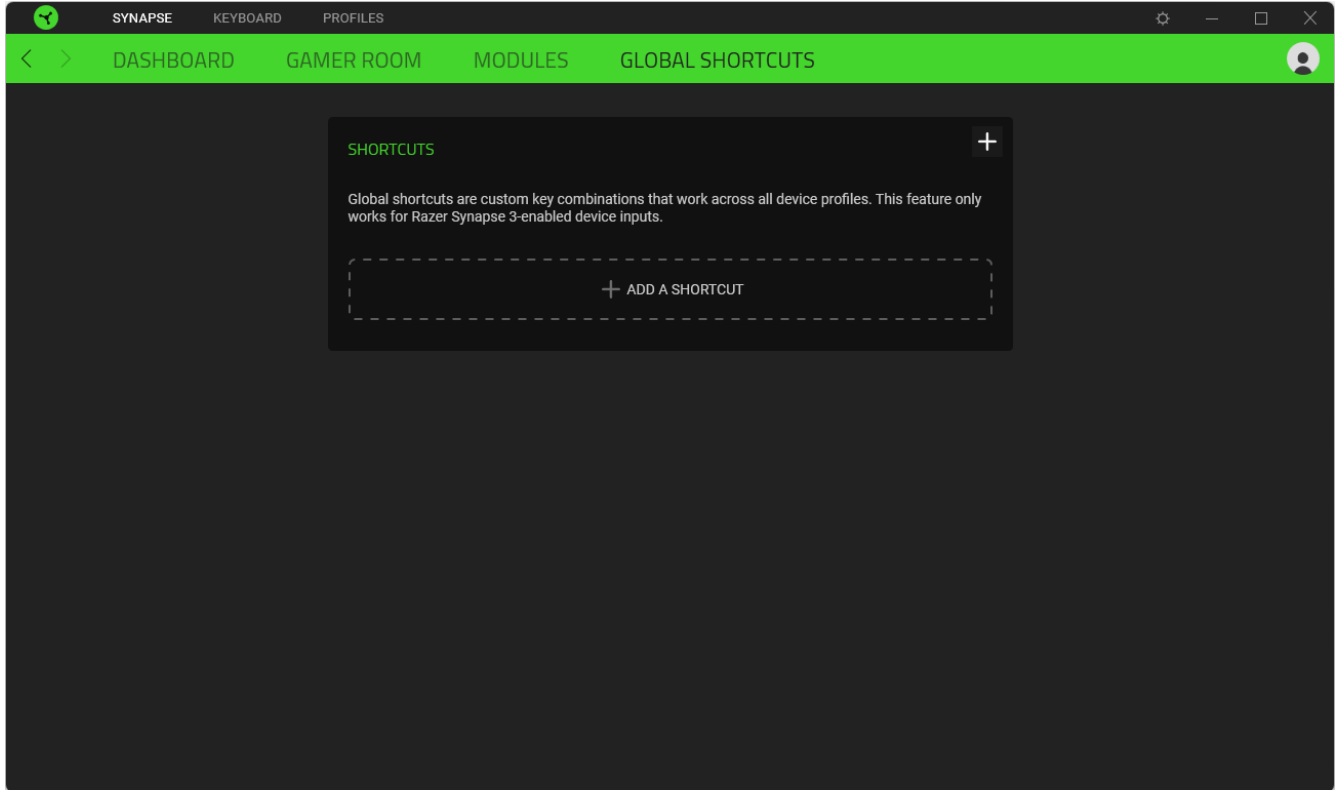 SYNAPSE KEYBOARD PROFILES
DASHBOARD GAMER ROOM MODULES GLOBAL SHORTCUTS
SHORTCUTS
Global shortcuts are custom key combinations that work across all device profiles. This feature only
works for Razer Synapse 3-enabled device inputs.
ADD A SHORTCUT